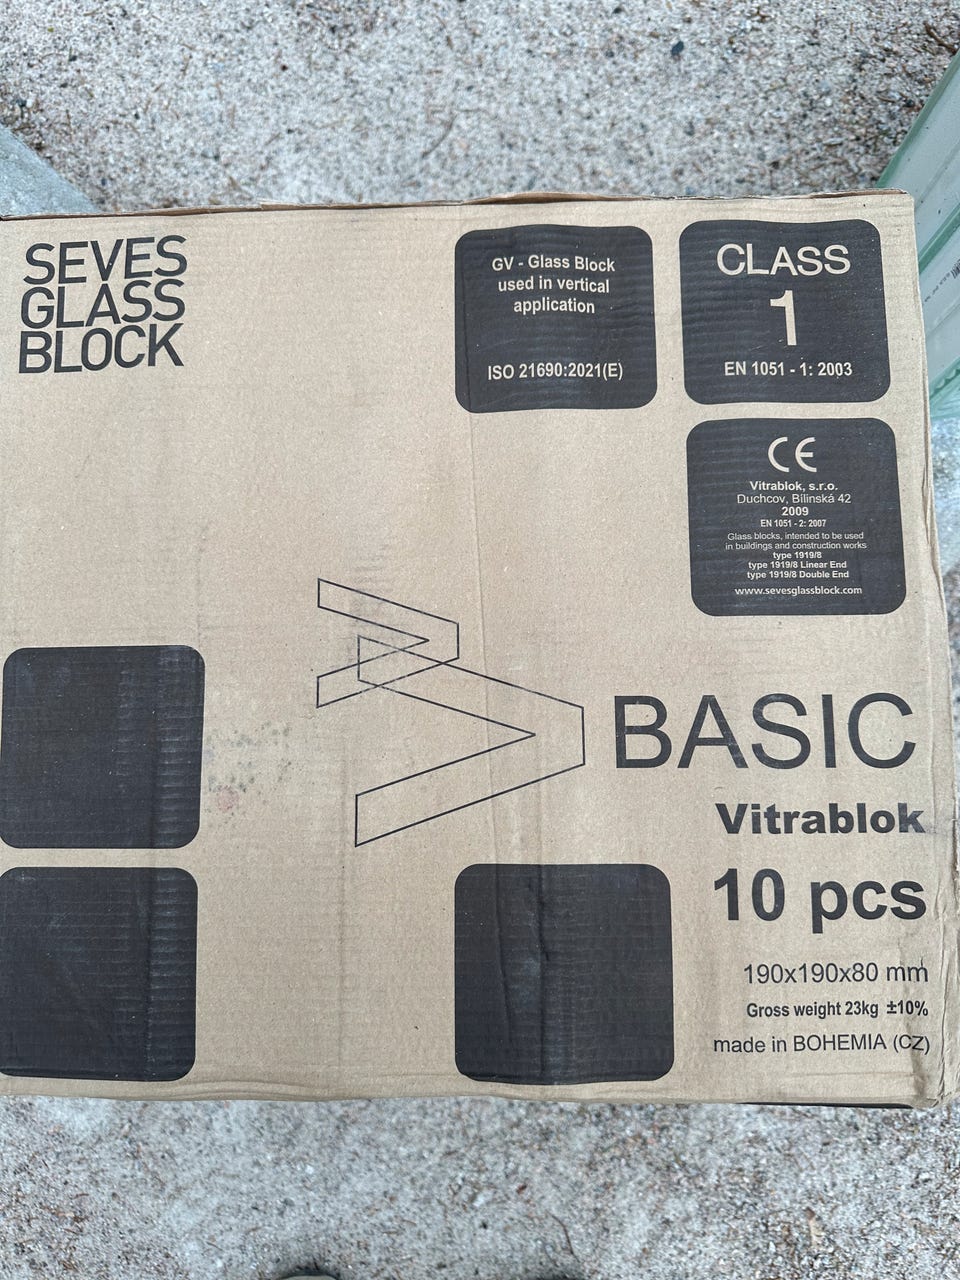 SEVES
GLASS
BLOCK
GV - Glass Block
used in vertical
application
ISO 21690:2021(E)
CLASS
1
EN 1051 - 1: 2003
CE
Vitrablok, s.r.o.
Duchcov, Bílinská 42
2009
EN 1051 - 2: 2007
Glass blocks, intended to be used
in buildings and construction works
type 1919/8
type 1919/8 Linear End
type 1919/8 Double End
www.sevesglassblock.com
BASIC
Vitrablok
10 pcs
190x190x80 mm
Gross weight 23kg ±10%
made in BOHEMIA (CZ)